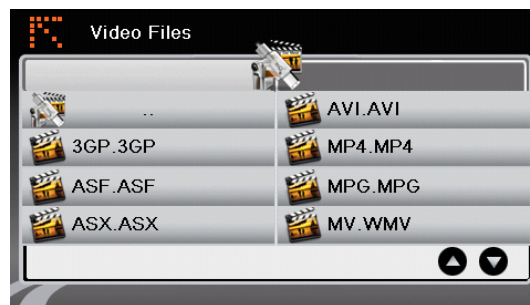 Video Files
..
3GP.3GP
ASF.ASF
ASX.ASX
AVI.AVI
MP4.MP4
MPG.MPG
MV.WMV